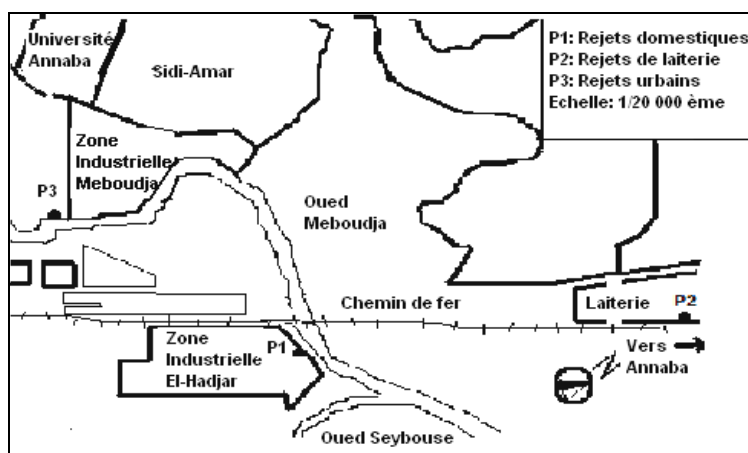 Université
Annaba
Sidi-Amar
P1: Rejets domestiques
P2: Rejets de laiterie
P3: Rejets urbains
Echelle: 1/20 000 ème
Zone
Industrielle
Meboudja
P3
Oued
Meboudja
Chemin de fer
Laiterie
P2
Zone
Industrielle
El-Hadjar
P1
Vers
Annaba
Oued Seybouse